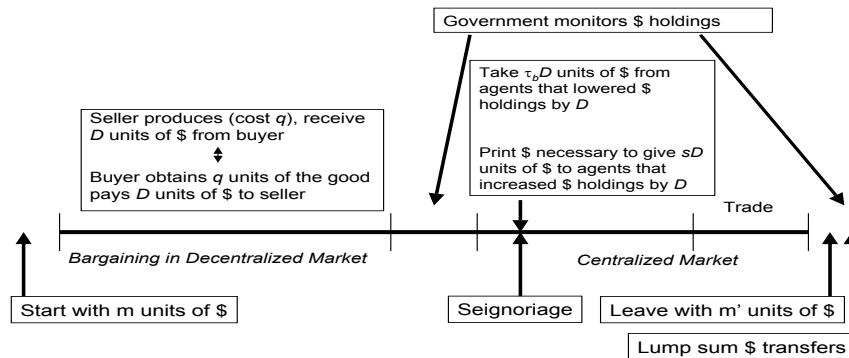 Government monitors $ holdings
Take τbD units of $ from
agents that lowered $
holdings by D
Print $ necessary to give sD
units of $ to agents that
increased $ holdings by D
Seller produces (cost q), receive
D units of $ from buyer
Buyer obtains q units of the good
pays D units of $ to seller
Trade
Bargaining in Decentralized Market
Centralized Market
Start with m units of $
Seignoriage
Leave with m' units of $
Lump sum $ transfers